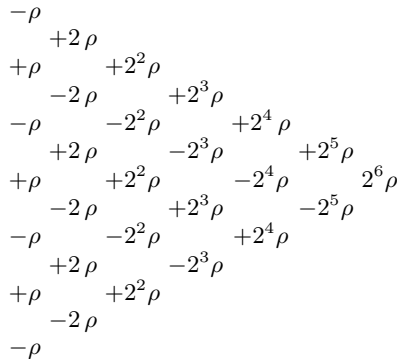 −ρ
+2 ρ
+ρ +2²ρ
−2 ρ +2³ρ
−ρ −2²ρ +2⁴ ρ
+2 ρ −2³ρ +2⁵ρ
+ρ +2²ρ −2⁴ρ 2⁶ρ
−2 ρ +2³ρ −2⁵ρ
−ρ −2²ρ +2⁴ρ
+2 ρ −2³ρ
+ρ +2²ρ
−2 ρ
−ρ